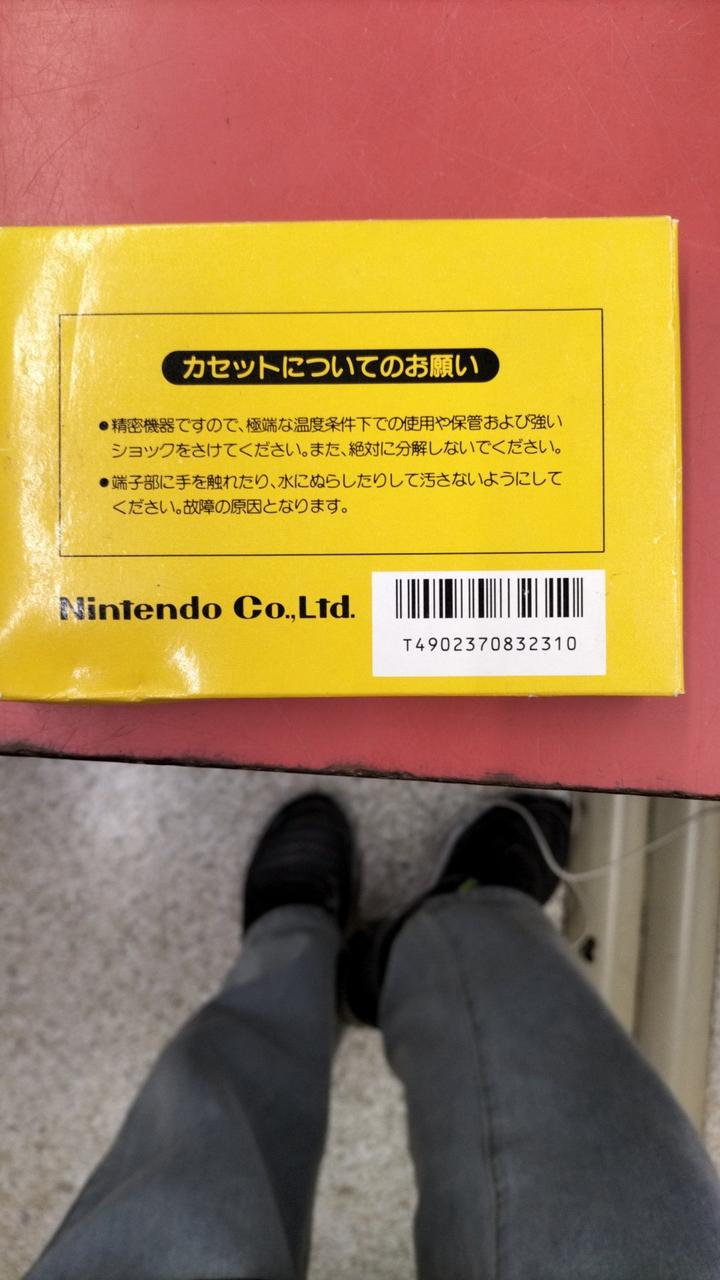 カセットについてのお願い
●精密機器ですので、極端な温度条件下での使用や保管および強い
ショックをさけてください。また、絶対に分解しないでください。
●端子部に手を触れたり、水にぬらしたりして汚さないようにして
ください。故障の原因となります。
Nintendo Co.,Ltd.
T4902370832310